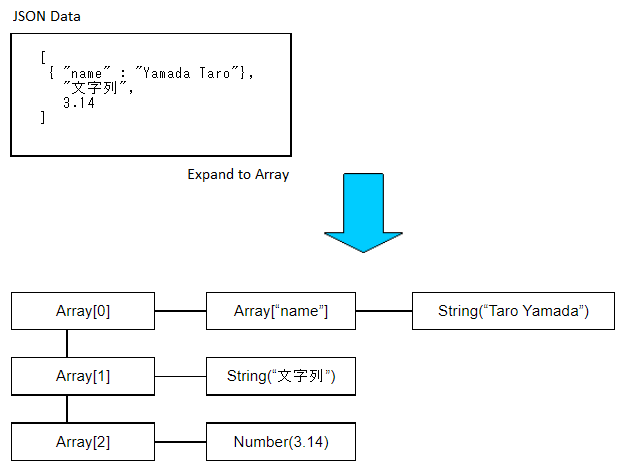 JSON Data
[
{ "name" : "Yamada Taro"},
"文字列",
3.14
]
Expand to Array
Array[0]
Array[“name”]
String(“Taro Yamada”)
Array[1]
String(“文字列”)
Array[2]
Number(3.14)